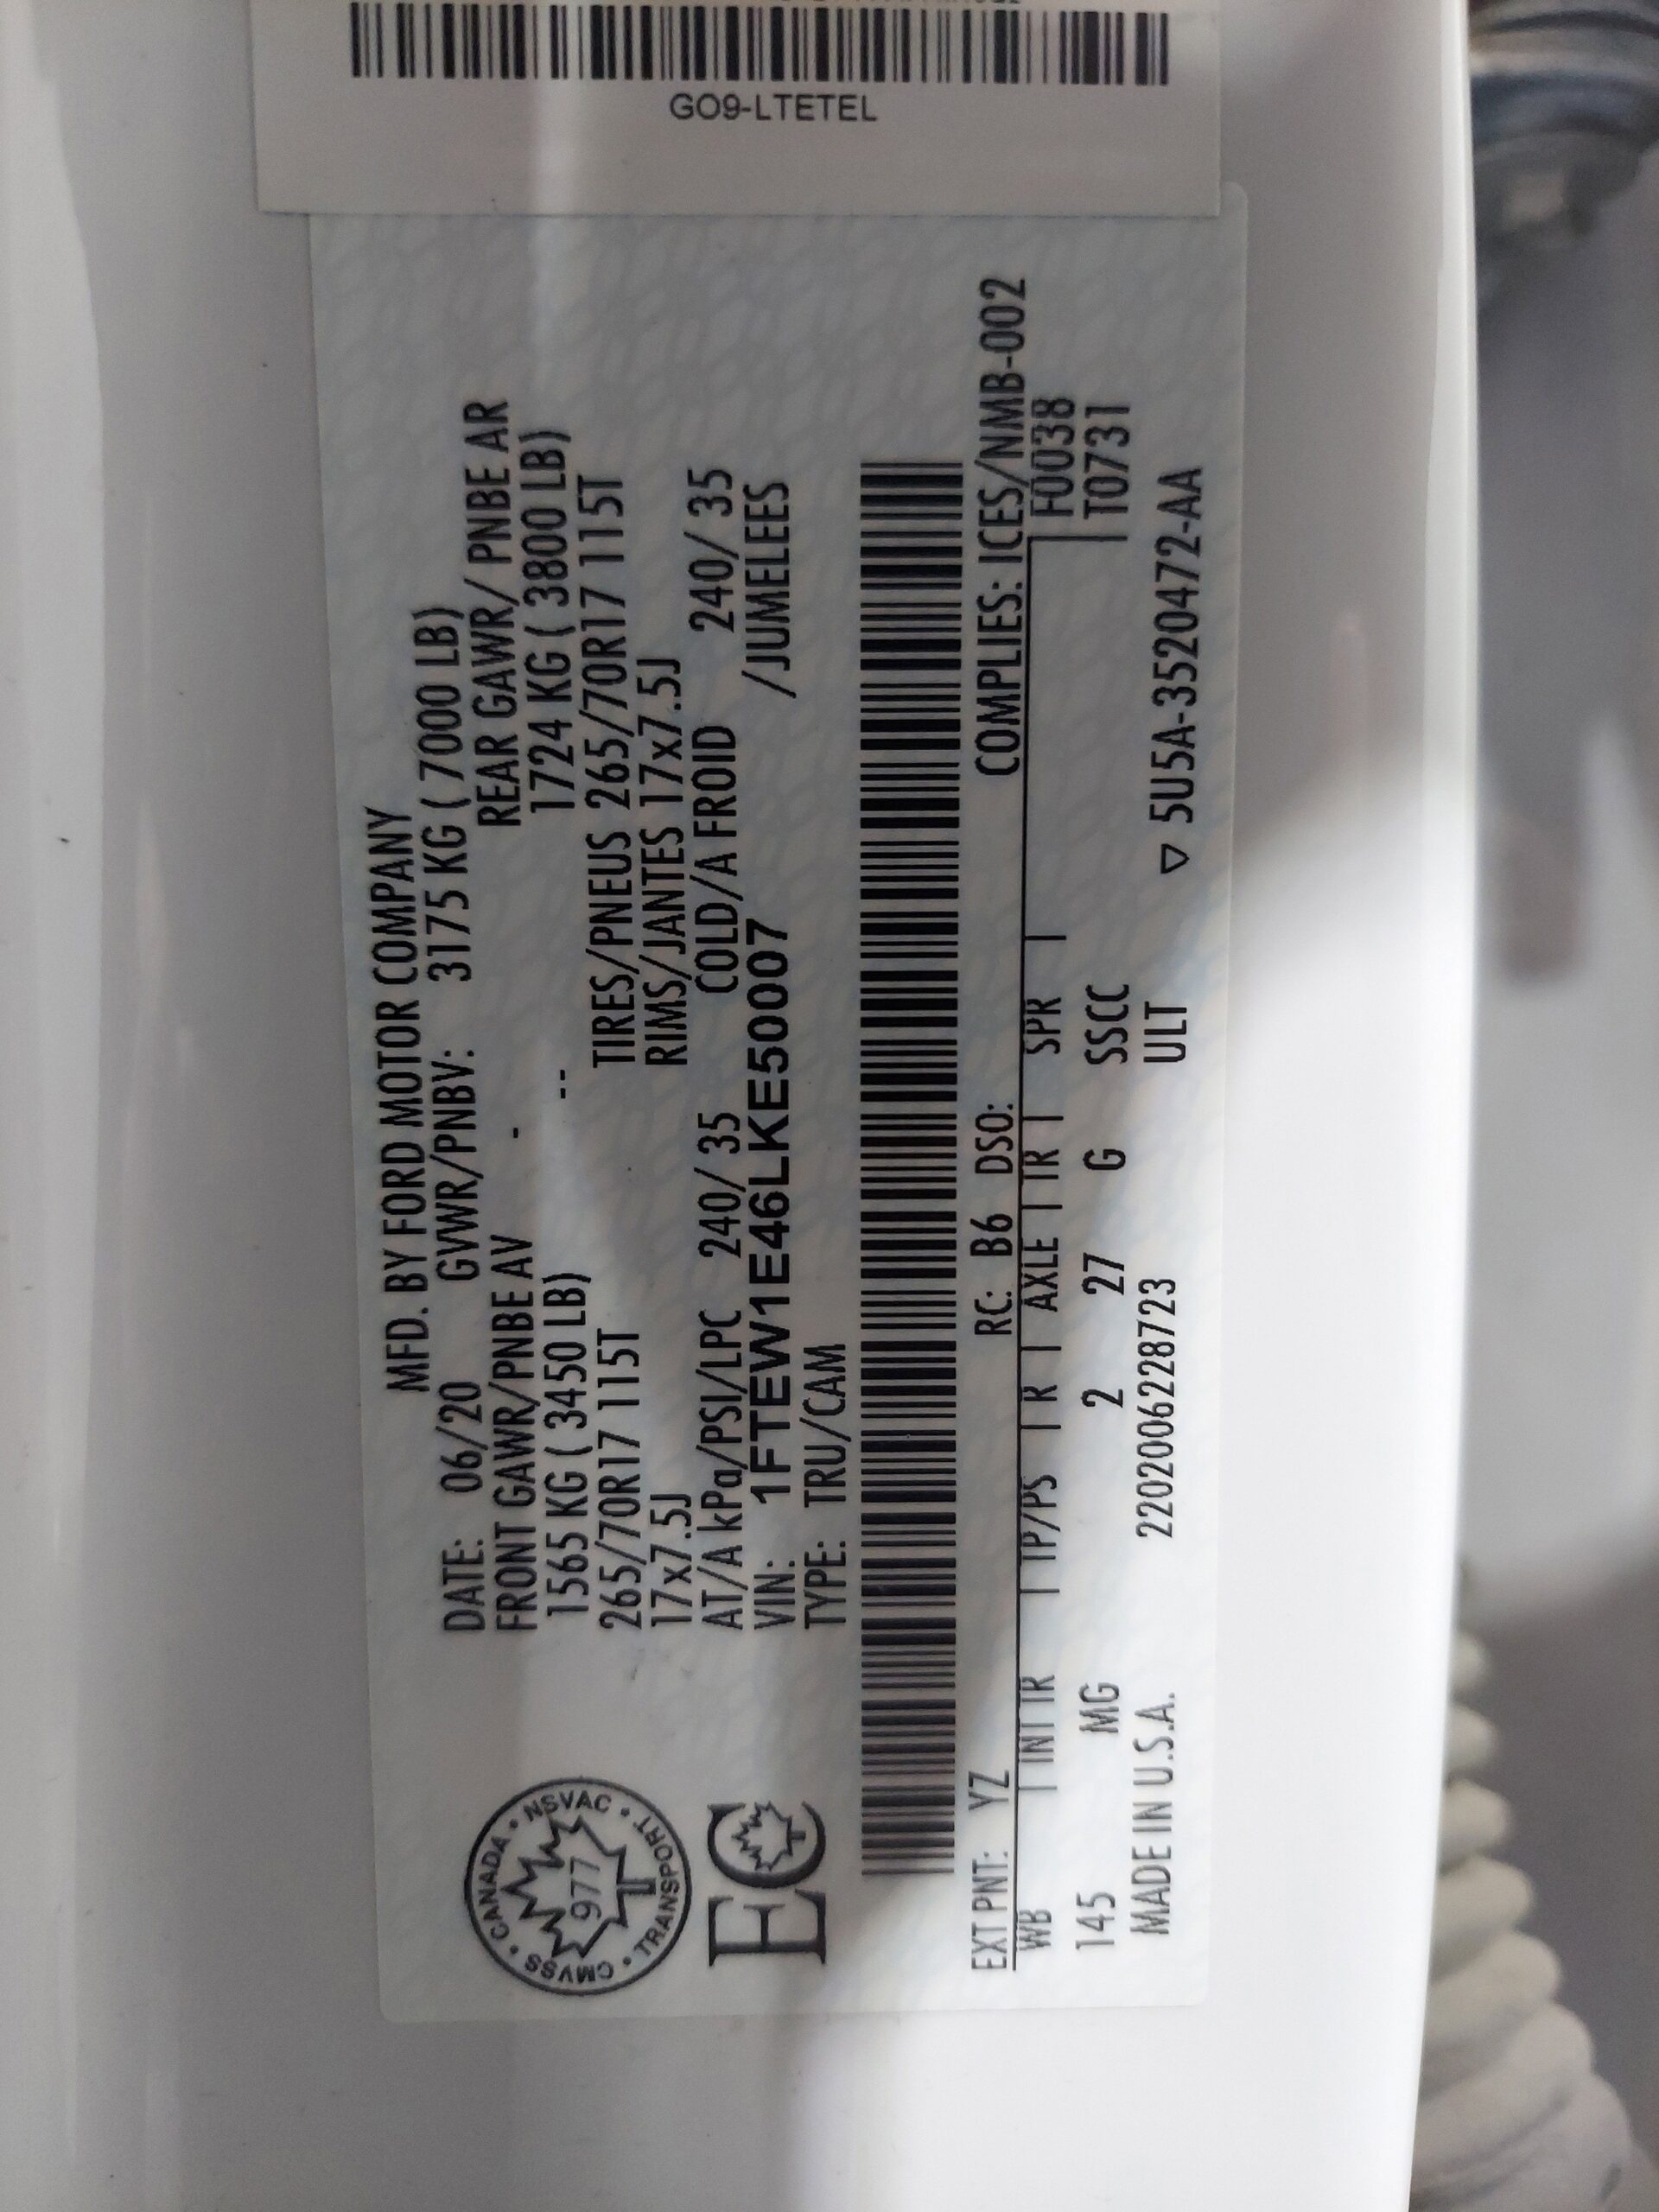 GO9-LTETEL
MFD. BY FORD MOTOR COMPANY
DATE: 06/20 GVWR/PNBV: 3175 KG ( 7000 LB)
FRONT GAWR/PNBE AV - REAR GAWR/ PNBE AR
1565 KG ( 3450 LB) -- 1724 KG ( 3800 LB)
265/70R17 115T TIRES/PNEUS 265/70R17 115T
17x7.5J RIMS/JANTES 17x7.5J
AT/A kPa/PSI/LPC 240/ 35 COLD/A FROID 240/ 35
VIN: 1FTEW1E46LKE50007 /JUMELEES
TYPE: TRU/CAM
CANADA • NSVAC • TRANSPORT • CMVSS •
977
EC
EXT PNT: YZ RC: B6 DSO: COMPLIES: ICES/NMB-002
WB INT TR TP/PS R AXLE TR SPR F0038
145 MG 2 27 G SSCC T0731
MADE IN U.S.A. 2202006228723 ULT ▽ 5U5A-3520472-AA